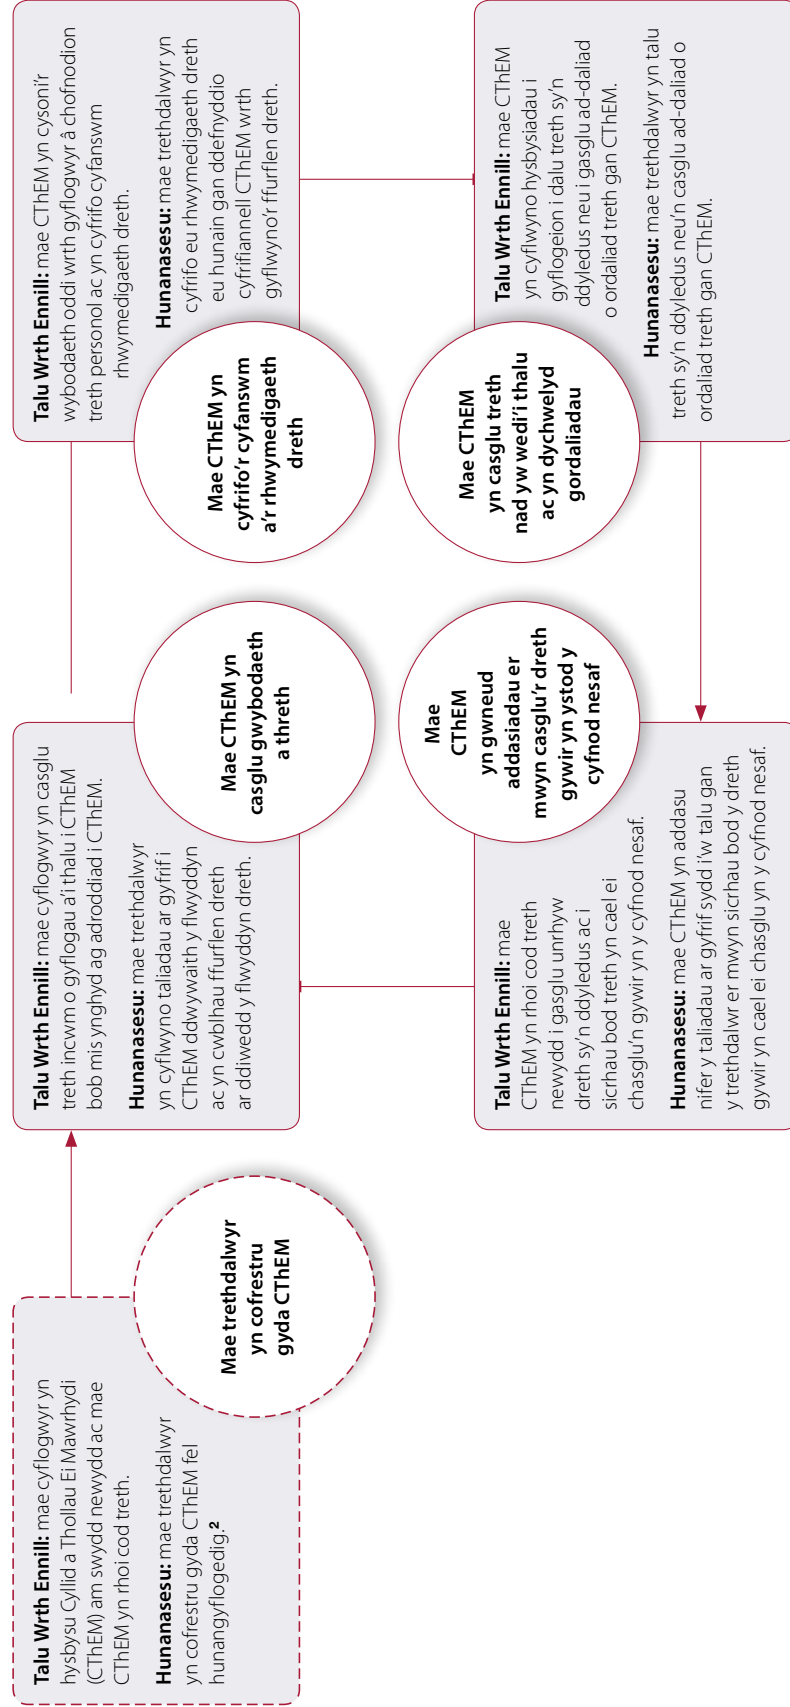 Talu Wrth Ennill: mae cyflogwyr yn
hysbysu Cyllid a Thollau Ei Mawrhydi
(CThEM) am swydd newydd ac mae
CThEM yn rhoi cod treth.
Hunanasesu: mae trethdalwyr
yn cofrestru gyda CThEM fel
hunangyflogedig.²
Mae trethdalwyr
yn cofrestru
gyda CThEM
Talu Wrth Ennill: mae cyflogwyr yn casglu
treth incwm o gyflogau a'i thalu i CThEM
bob mis ynghyd ag adroddiad i CThEM.
Hunanasesu: mae trethdalwyr
yn cyflwyno taliadau ar gyfrif i
CThEM ddwywaith y flwyddyn
ac yn cwblhau ffurflen dreth
ar ddiwedd y flwyddyn dreth.
Mae CThEM yn
casglu gwybodaeth
a threth
Talu Wrth Ennill: mae CThEM yn cysoni'r
wybodaeth oddi wrth gyflogwyr â chofnodion
treth personol ac yn cyfrifo cyfanswm
rhwymedigaeth dreth.
Hunanasesu: mae trethdalwyr yn
cyfrifo eu rhwymedigaeth dreth
eu hunain gan ddefnyddio
cyfrifiannell CThEM wrth
gyflwyno'r ffurflen dreth.
Mae CThEM yn
cyfrifo'r cyfanswm
a'r rhwymedigaeth
dreth
Talu Wrth Ennill: mae CThEM
yn cyflwyno hysbysiadau i
gyflogeion i dalu treth sy'n
ddyledus neu i gasglu ad-daliad
o ordaliad treth gan CThEM.
Hunanasesu: mae trethdalwyr yn talu
treth sy'n ddyledus neu'n casglu ad-daliad o
ordaliad treth gan CThEM.
Mae CThEM
yn casglu treth
nad yw wedi'i thalu
ac yn dychwelyd
gordaliadau
Talu Wrth Ennill: mae
CThEM yn rhoi cod treth
newydd i gasglu unrhyw
dreth sy'n ddyledus ac i
sicrhau bod treth yn cael ei
chasglu'n gywir yn y cyfnod nesaf.
Hunanasesu: mae CThEM yn addasu
nifer y taliadau ar gyfrif sydd i'w talu gan
y trethdalwr er mwyn sicrhau bod y dreth
gywir yn cael ei chasglu yn y cyfnod nesaf.
Mae
CThEM
yn gwneud
addasiadau er
mwyn casglu'r dreth
gywir yn ystod y
cyfnod nesaf